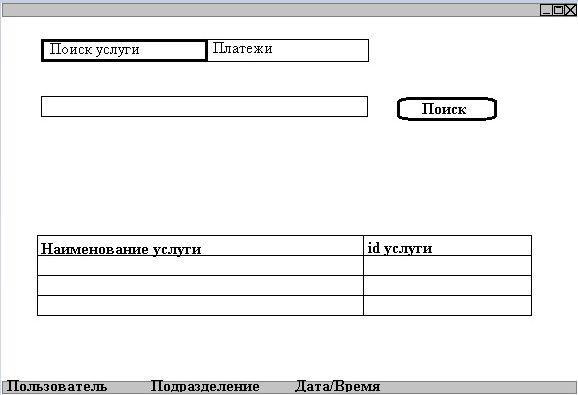 Поиск услуги Платежи
Поиск
Наименование услуги id услуги
Пользователь Подразделение Дата/Время